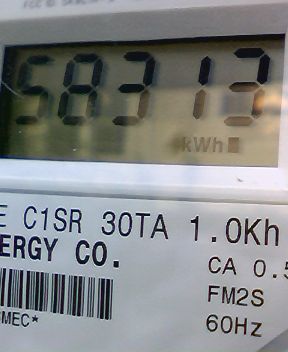 58313
kWh
E C1SR 30TA 1.0Kh
ERGY CO.
CA 0.5
FM2S
MEC*
60Hz